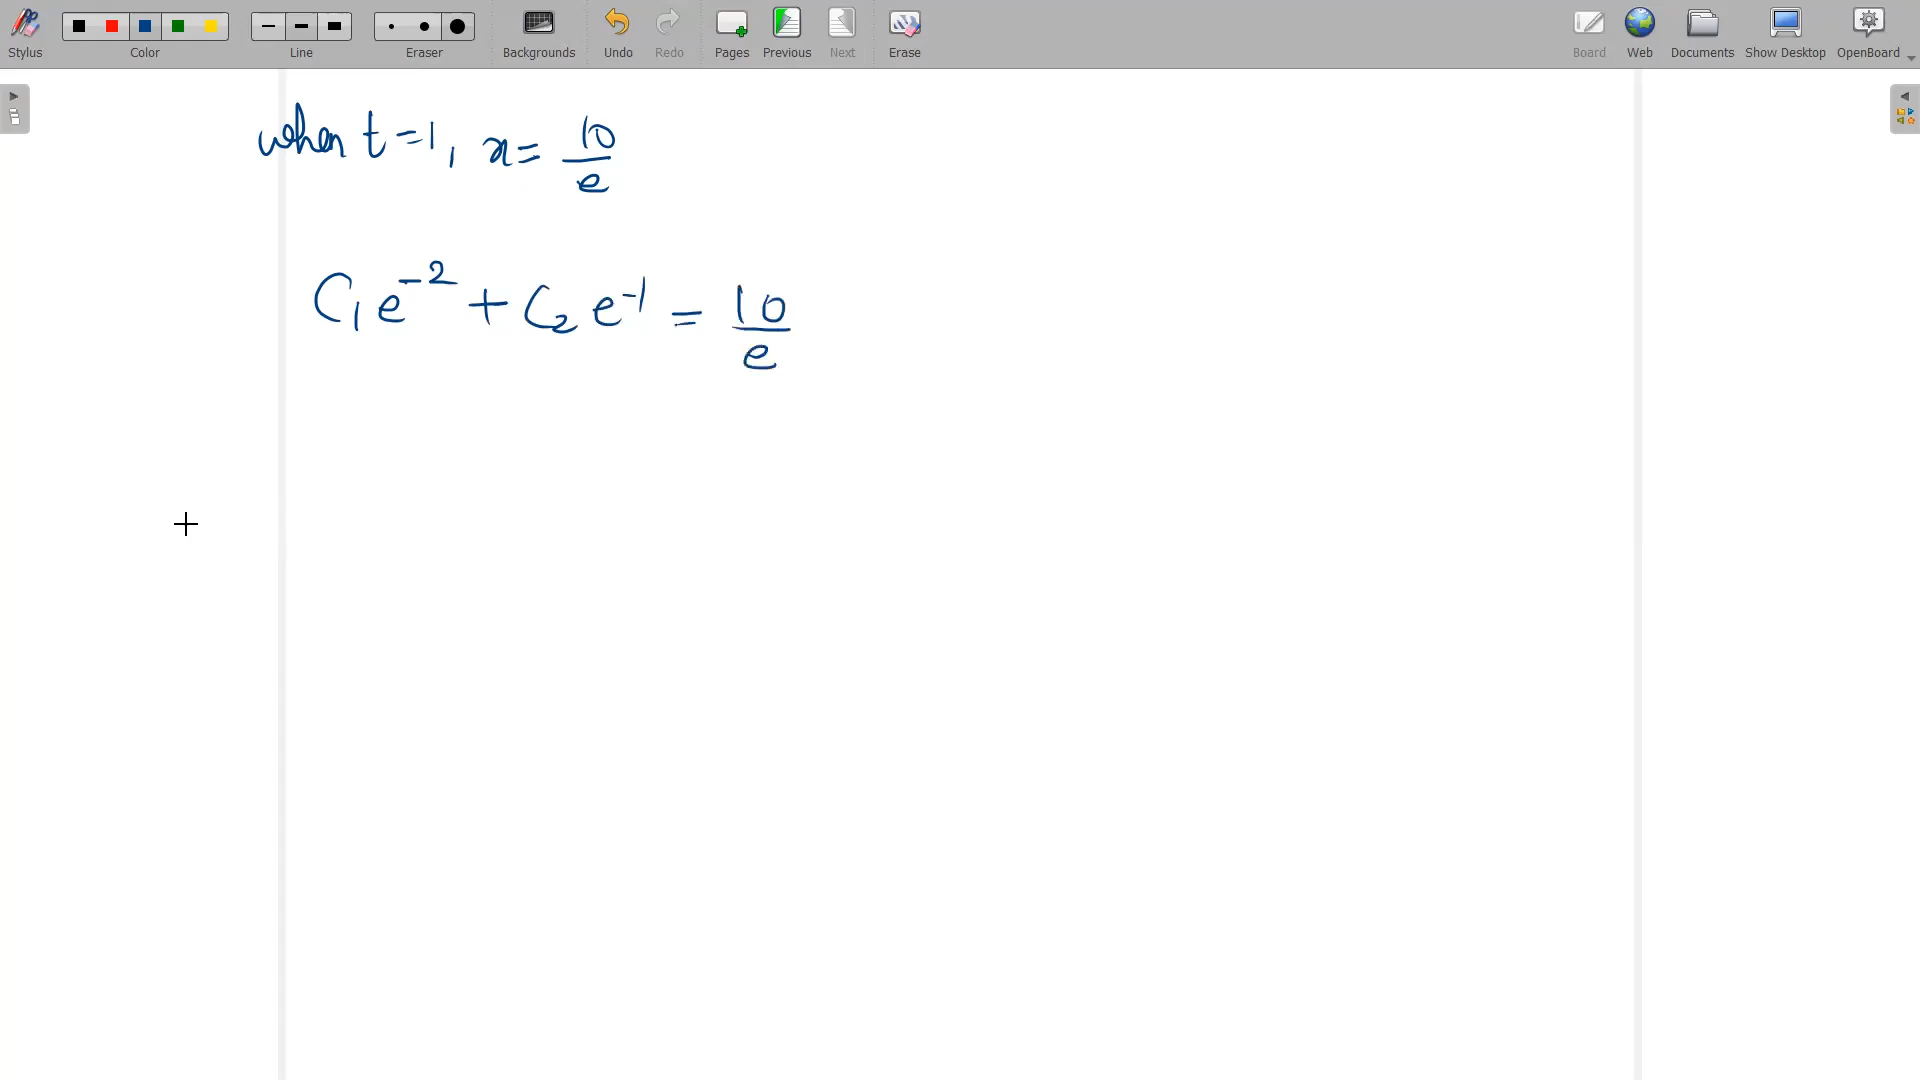 Stylus Color Line Eraser Backgrounds Undo Redo Pages Previous Next Erase Board Web Documents Show Desktop OpenBoard
when t=1, x= 10/e
C₁e⁻² + C₂e⁻¹ = 10/e